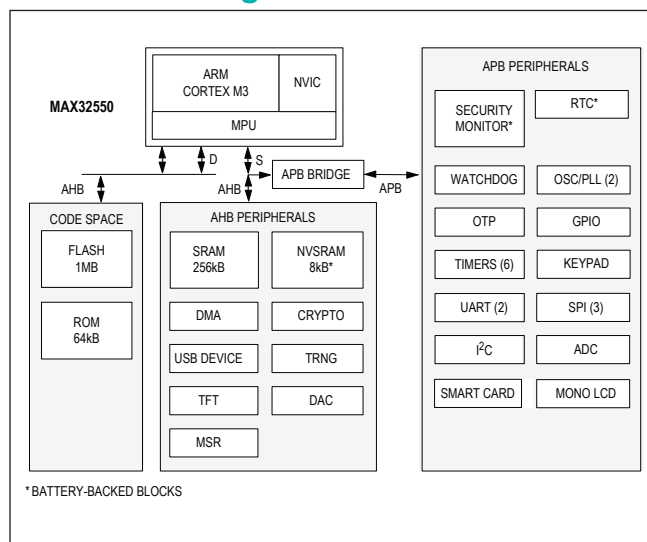 MAX32550
ARM
CORTEX M3
NVIC
MPU
D
S
AHB
AHB
APB BRIDGE
APB
CODE SPACE
FLASH
1MB
ROM
64kB
AHB PERIPHERALS
SRAM
256kB
NVSRAM
8kB*
DMA
CRYPTO
USB DEVICE
TRNG
TFT
DAC
MSR
APB PERIPHERALS
SECURITY
MONITOR*
RTC*
WATCHDOG
OSC/PLL (2)
OTP
GPIO
TIMERS (6)
KEYPAD
UART (2)
SPI (3)
I2C
ADC
SMART CARD
MONO LCD
* BATTERY-BACKED BLOCKS